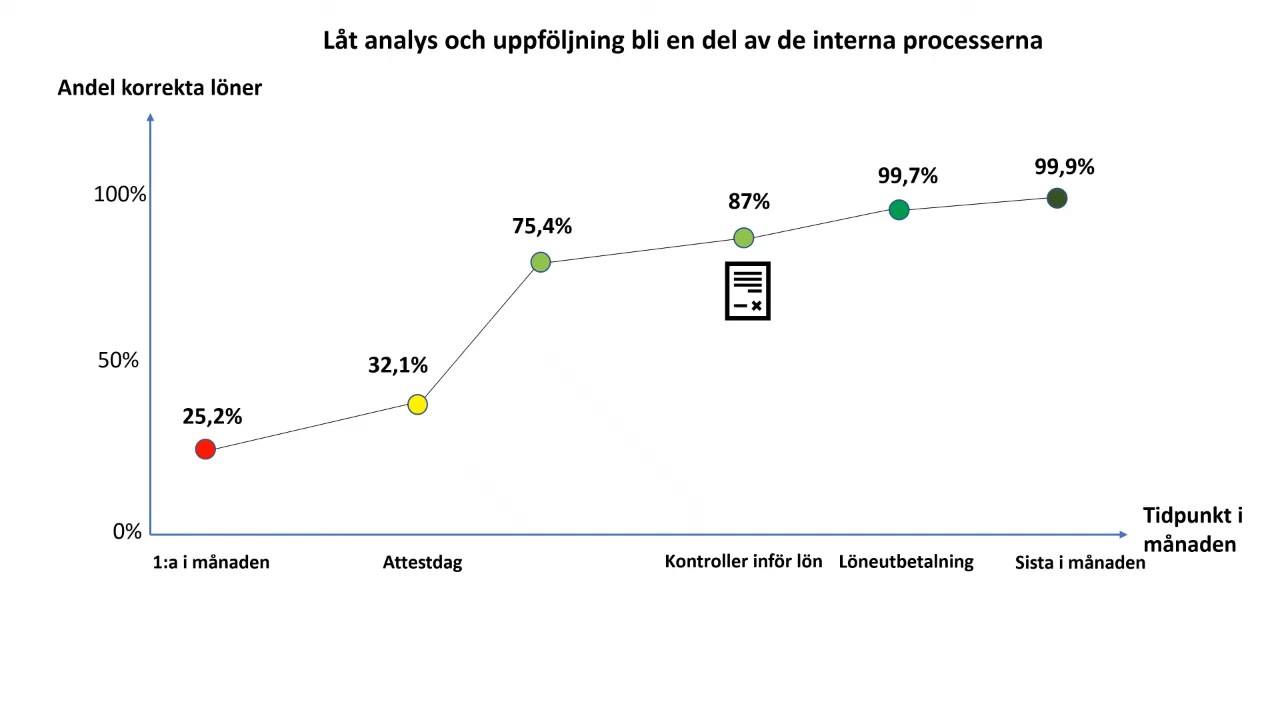 Låt analys och uppföljning bli en del av de interna processerna
Andel korrekta löner
100%
50%
0%
25,2%
32,1%
75,4%
87%
99,7%
99,9%
1:a i månaden
Attestdag
Kontroller inför lön
Löneutbetalning
Sista i månaden
Tidpunkt i
månaden